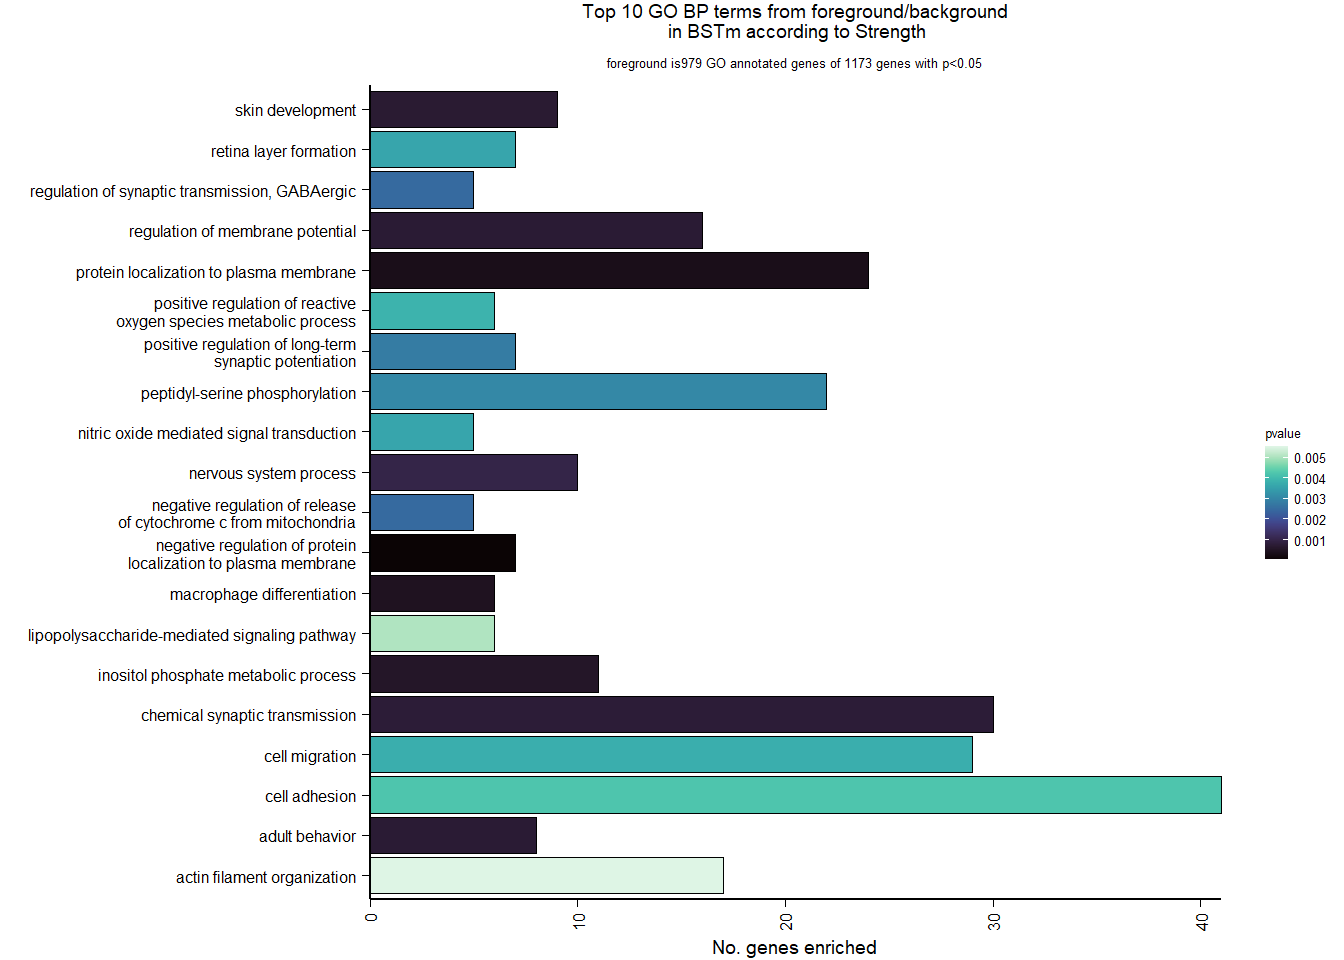 Top 10 GO BP terms from foreground/background
in BSTm according to Strength
foreground is979 GO annotated genes of 1173 genes with p<0.05
skin development
retina layer formation
regulation of synaptic transmission, GABAergic
regulation of membrane potential
protein localization to plasma membrane
positive regulation of reactive
oxygen species metabolic process
positive regulation of long-term
synaptic potentiation
peptidyl-serine phosphorylation
nitric oxide mediated signal transduction
nervous system process
negative regulation of release
of cytochrome c from mitochondria
negative regulation of protein
localization to plasma membrane
macrophage differentiation
lipopolysaccharide-mediated signaling pathway
inositol phosphate metabolic process
chemical synaptic transmission
cell migration
cell adhesion
adult behavior
actin filament organization
0 10 20 30 40
No. genes enriched
pvalue
0.005
0.004
0.003
0.002
0.001